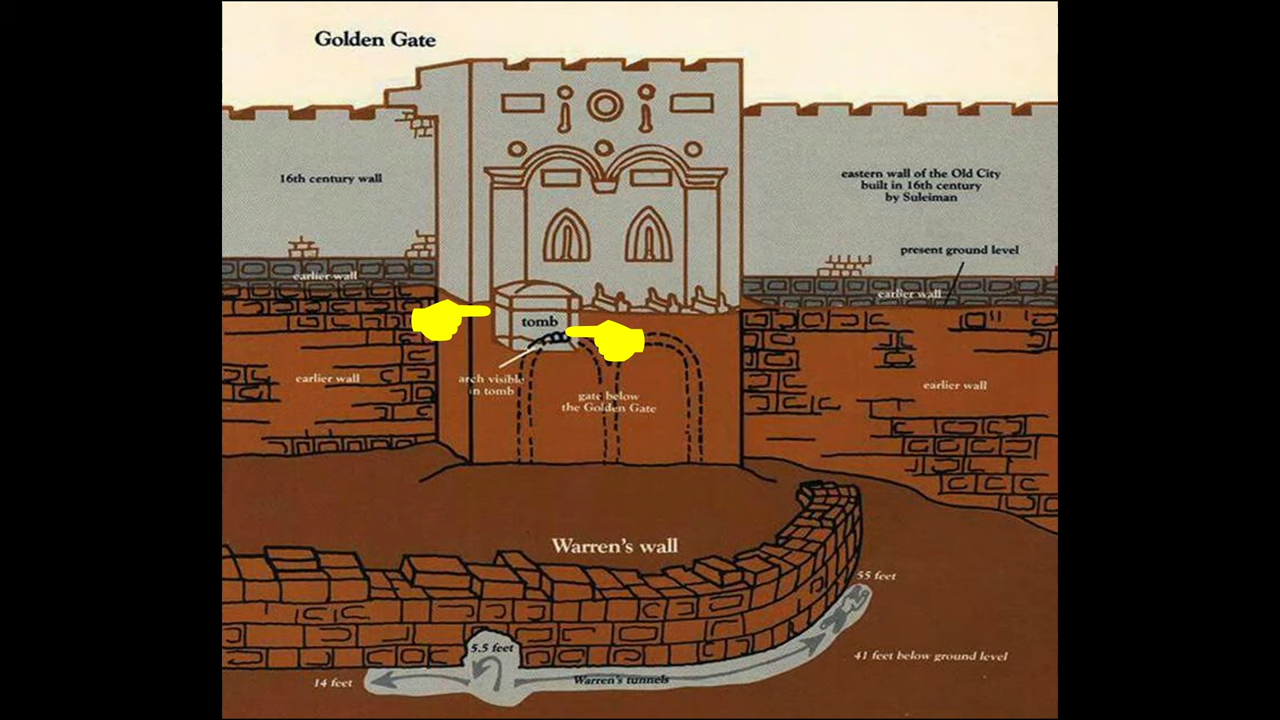 Golden Gate
16th century wall
eastern wall of the Old City
built in 16th century
by Suleiman
present ground level
earlier wall
earlier wall
tomb
earlier wall
arch visible
in tomb
gate below
the Golden Gate
earlier wall
Warren's wall
55 feet
5.5 feet
41 feet below ground level
14 feet
Warren's tunnels